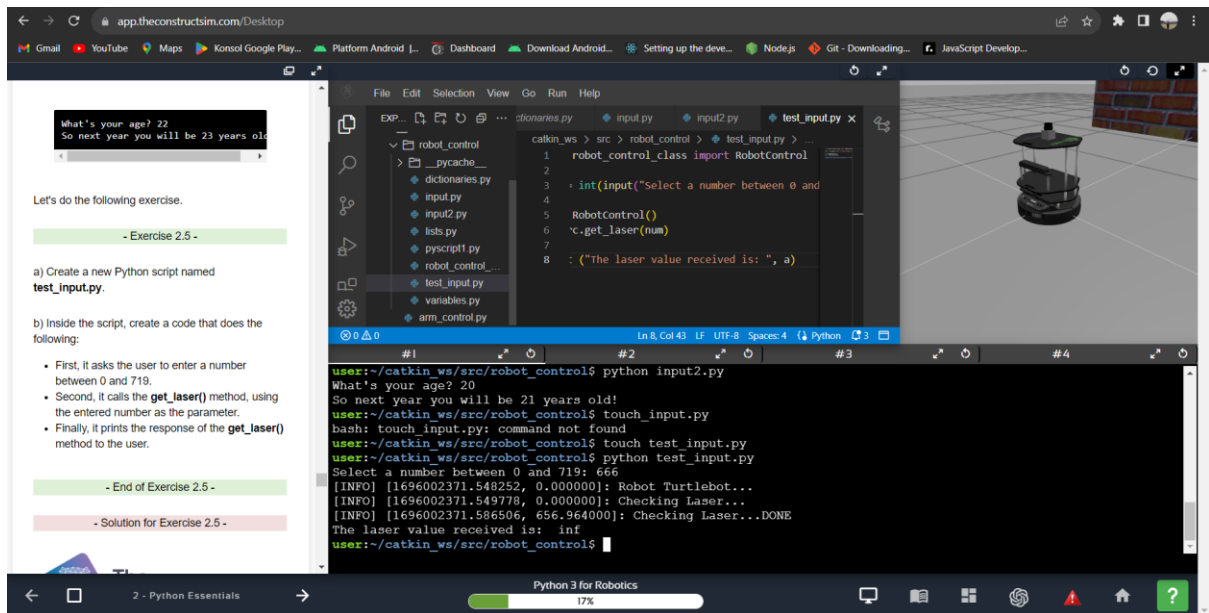 app.theconstructsim.com/Desktop
Gmail YouTube Maps Konsol Google Play... Platform Android |... Dashboard Download Android... Setting up the deve... Node.js Git - Downloading... JavaScript Develop...
What's your age? 22
So next year you will be 23 years old
Let's do the following exercise.
- Exercise 2.5 -
a) Create a new Python script named
test_input.py.
b) Inside the script, create a code that does the
following:
• First, it asks the user to enter a number
between 0 and 719.
• Second, it calls the get_laser() method, using
the entered number as the parameter.
• Finally, it prints the response of the get_laser()
method to the user.
- End of Exercise 2.5 -
- Solution for Exercise 2.5 -
The
File Edit Selection View Go Run Help
EXP...
robot_control
__pycache__
dictionaries.py
input.py
input2.py
lists.py
pyscript1.py
robot_control_...
test_input.py
variables.py
arm_control.py
ctionaries.py input.py input2.py test_input.py
catkin_ws > src > robot_control > test_input.py > ...
1 robot_control_class import RobotControl
2
3 = int(input("Select a number between 0 and
4
5 RobotControl()
6 rc.get_laser(num)
7
8 : ("The laser value received is: ", a)
0 0 Ln 8, Col 43 LF UTF-8 Spaces: 4 Python 3
#1 #2 #3 #4
user:~/catkin_ws/src/robot_control$ python input2.py
What's your age? 20
So next year you will be 21 years old!
user:~/catkin_ws/src/robot_control$ touch_input.py
bash: touch_input.py: command not found
user:~/catkin_ws/src/robot_control$ touch test_input.py
user:~/catkin_ws/src/robot_control$ python test_input.py
Select a number between 0 and 719: 666
[INFO] [1696002371.548252, 0.000000]: Robot Turtlebot...
[INFO] [1696002371.549778, 0.000000]: Checking Laser...
[INFO] [1696002371.586506, 656.964000]: Checking Laser...DONE
The laser value received is:  inf
user:~/catkin_ws/src/robot_control$
2 - Python Essentials
Python 3 for Robotics
17%
?